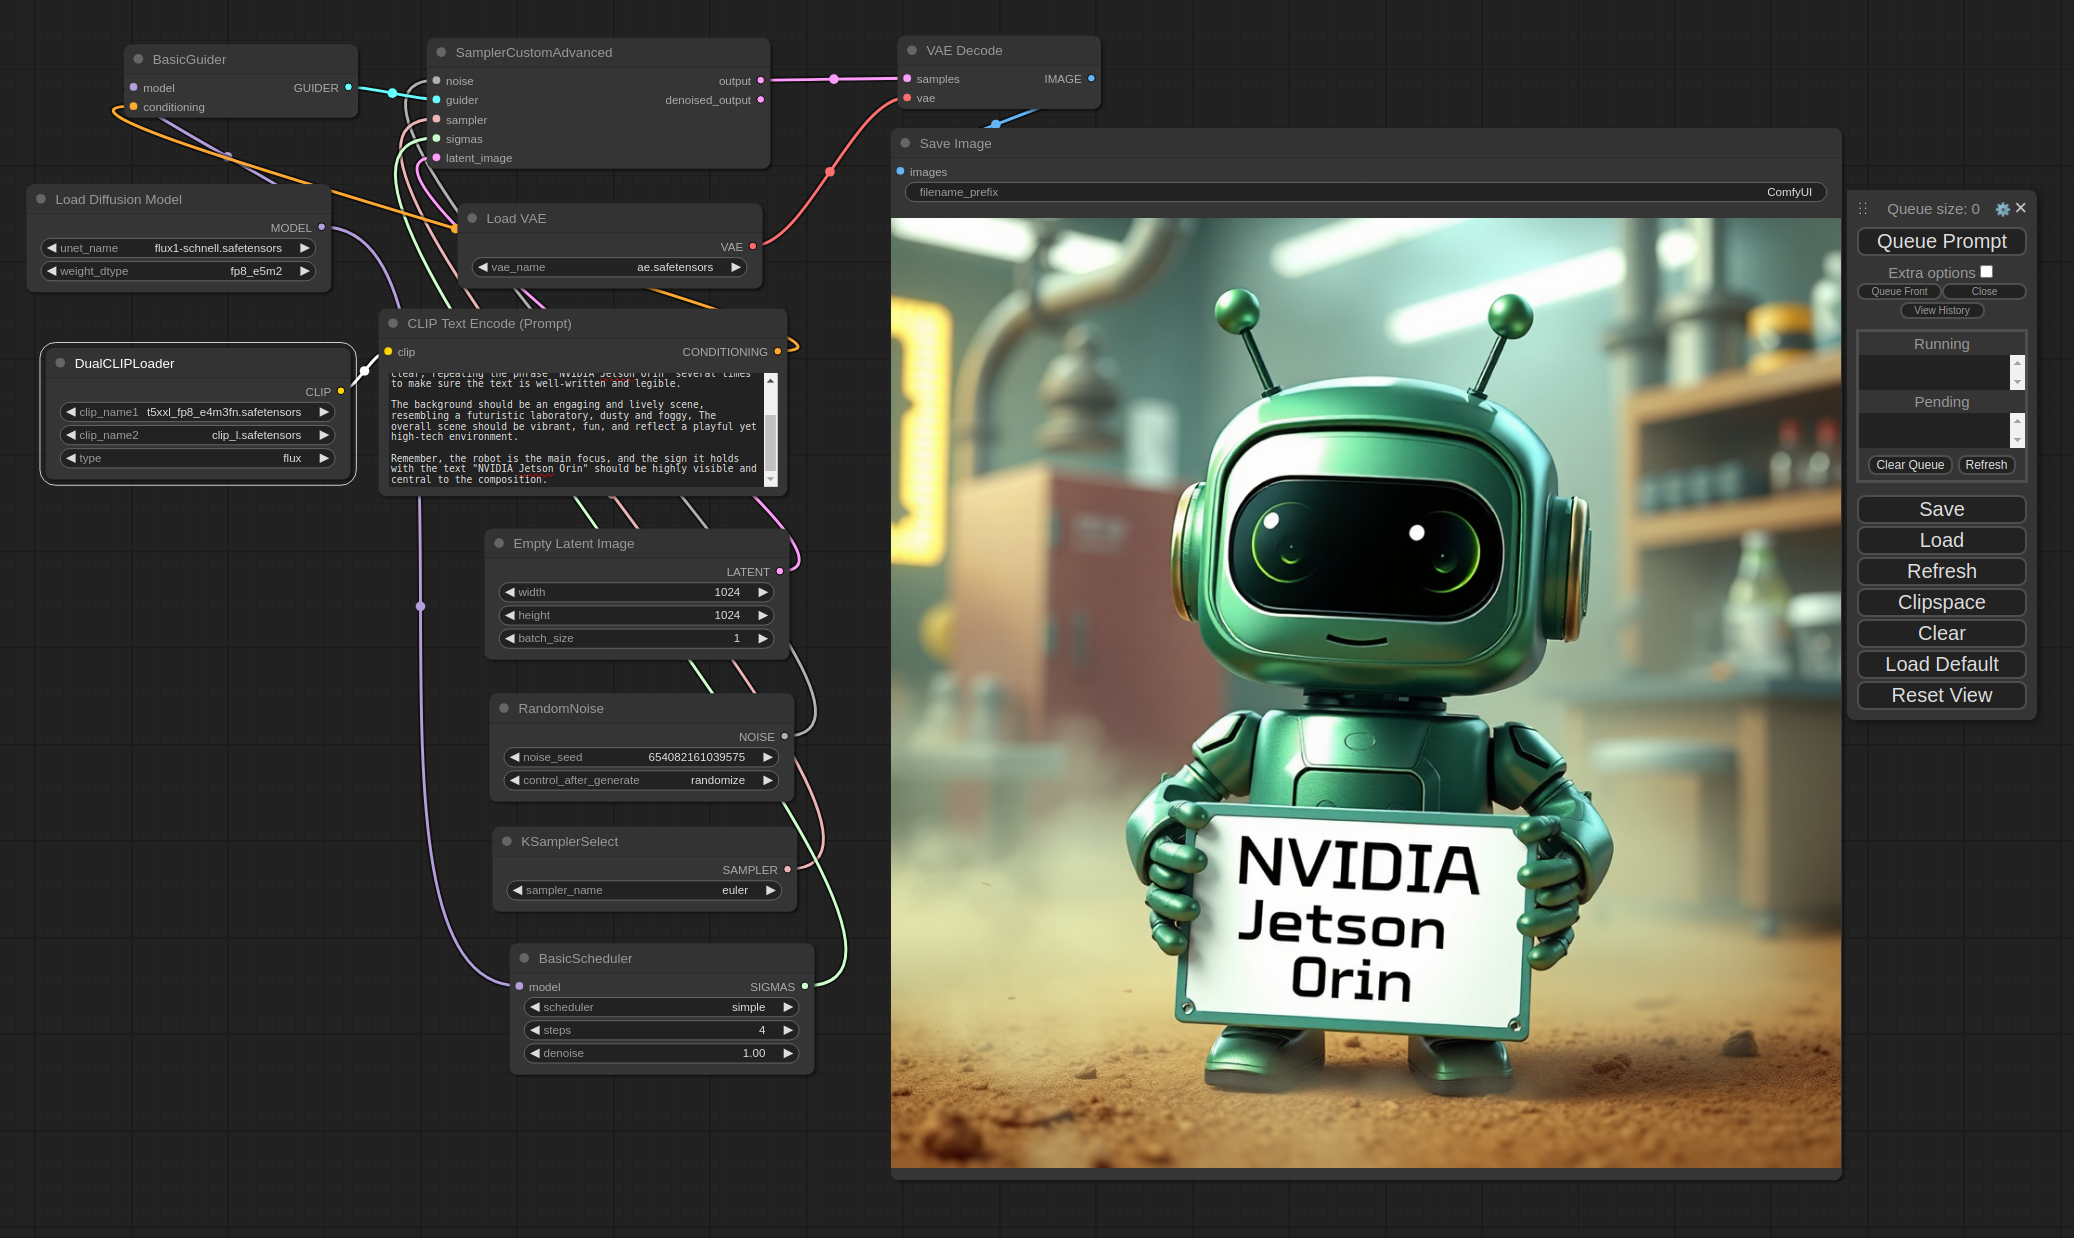 BasicGuider
model GUIDER
conditioning
SamplerCustomAdvanced
noise output
guider denoised_output
sampler
sigmas
latent_image
VAE Decode
samples IMAGE
vae
Save Image
images
filename_prefix ComfyUI
Load Diffusion Model
MODEL
unet_name flux1-schnell.safetensors
weight_dtype fp8_e5m2
Load VAE
VAE
vae_name ae.safetensors
DualCLIPLoader
CLIP
clip_name1 t5xxl_fp8_e4m3fn.safetensors
clip_name2 clip_l.safetensors
type flux
CLIP Text Encode (Prompt)
clip CONDITIONING
clear, repeating the phrase "NVIDIA Jetson Orin" several times
to make sure the text is well-written and legible.
The background should be an engaging and lively scene,
resembling a futuristic laboratory, dusty and foggy, The
overall scene should be vibrant, fun, and reflect a playful yet
high-tech environment.
Remember, the robot is the main focus, and the sign it holds
with the text "NVIDIA Jetson Orin" should be highly visible and
central to the composition.
Empty Latent Image
LATENT
width 1024
height 1024
batch_size 1
RandomNoise
NOISE
noise_seed 654082161039575
control_after_generate randomize
KSamplerSelect
SAMPLER
sampler_name euler
BasicScheduler
model SIGMAS
scheduler simple
steps 4
denoise 1.00
NVIDIA
Jetson
Orin
Queue size: 0
Queue Prompt
Extra options
Queue Front Close
View History
Running
Pending
Clear Queue Refresh
Save
Load
Refresh
Clipspace
Clear
Load Default
Reset View